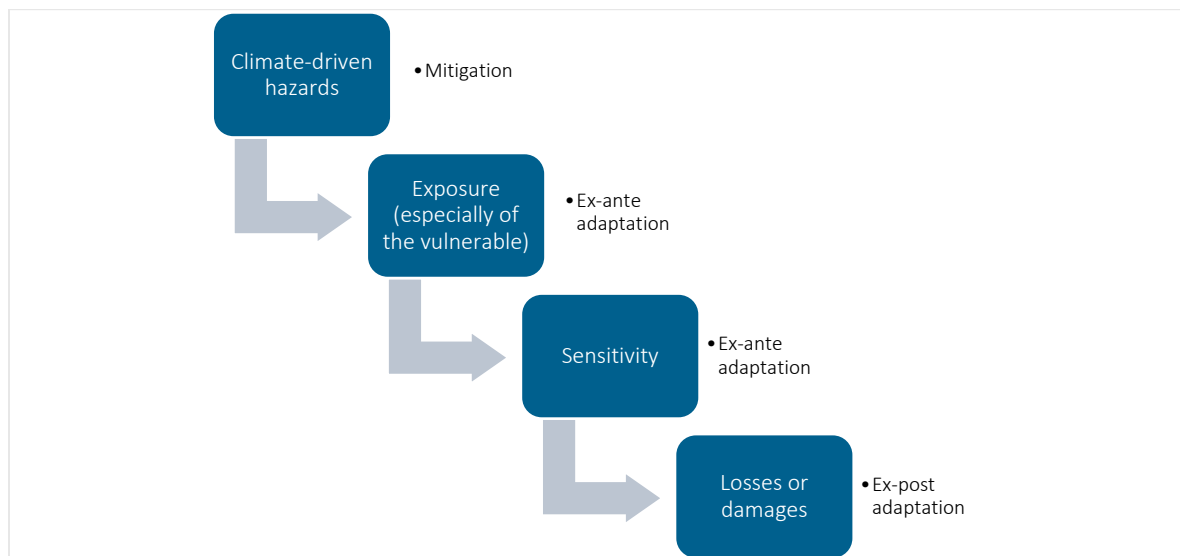 Climate-driven
hazards
•Mitigation
Exposure
(especially of
the vulnerable)
•Ex-ante
adaptation
Sensitivity
•Ex-ante
adaptation
Losses or
damages
•Ex-post
adaptation